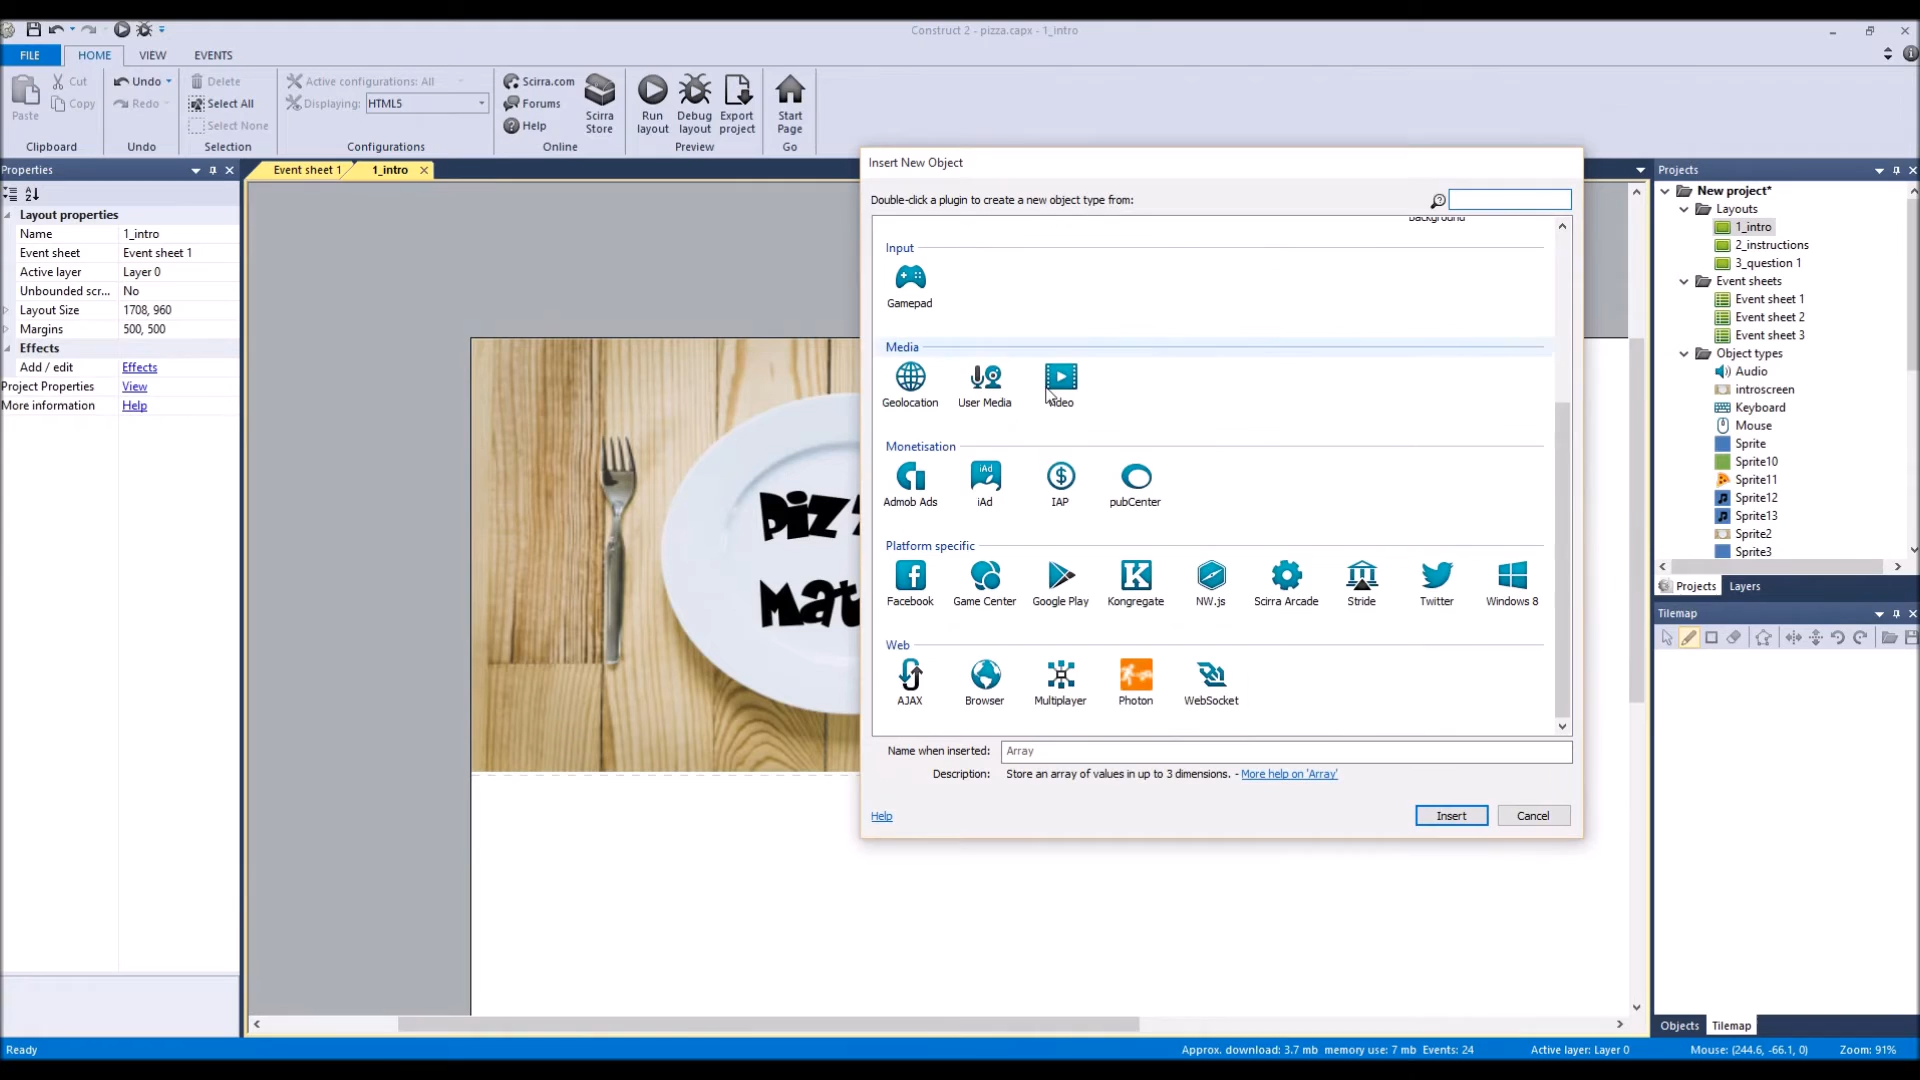 Construct 2 - pizza.capx - 1_intro
FILE HOME VIEW EVENTS
Paste Cut Copy Clipboard
Undo Redo Undo
Delete Select All Select None Selection
Active configurations: All
Displaying: HTML5
Configurations
Scirra.com Forums Help Scirra Store Online
Run layout Debug layout Export project Preview
Start Page Go
Properties
Layout properties
Name 1_intro
Event sheet Event sheet 1
Active layer Layer 0
Unbounded scr... No
Layout Size 1708, 960
Margins 500, 500
Effects
Add / edit Effects
Project Properties View
More information Help
Event sheet 1 1_intro
Insert New Object
Double-click a plugin to create a new object type from:
Background
Input
Gamepad
Media
Geolocation User Media Video
Monetisation
Admob Ads iAd IAP pubCenter
Platform specific
Facebook Game Center Google Play Kongregate NW.js Scirra Arcade Stride Twitter Windows 8
Web
AJAX Browser Multiplayer Photon WebSocket
Name when inserted: Array
Description: Store an array of values in up to 3 dimensions. - More help on 'Array'
Help Insert Cancel
Projects
New project*
Layouts
1_intro
2_instructions
3_question 1
Event sheets
Event sheet 1
Event sheet 2
Event sheet 3
Object types
Audio
introscreen
Keyboard
Mouse
Sprite
Sprite10
Sprite11
Sprite12
Sprite13
Sprite2
Sprite3
Projects Layers
Tilemap
Objects Tilemap
Ready Approx. download: 3.7 mb memory use: 7 mb Events: 24 Active layer: Layer 0 Mouse: (244.6, -66.1, 0) Zoom: 91%